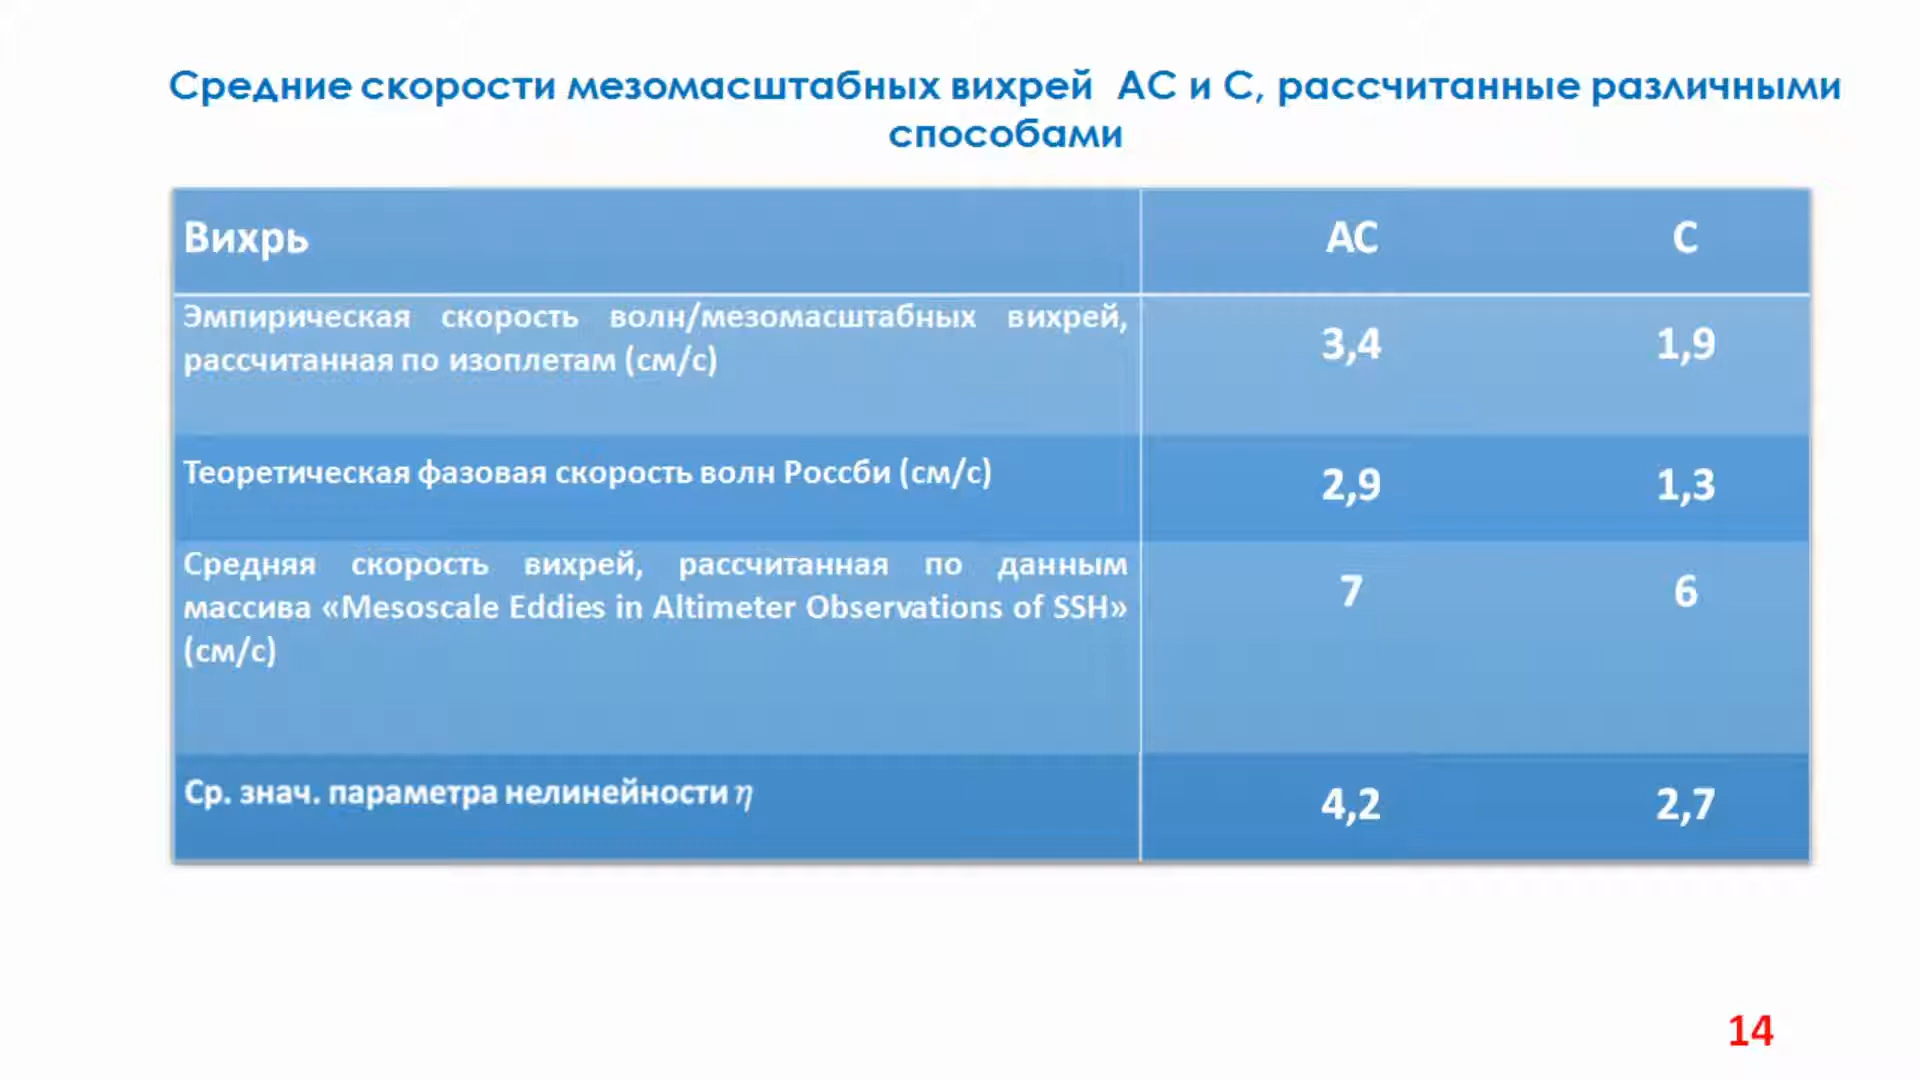 Средние скорости мезомасштабных вихрей АС и С, рассчитанные различными
способами
Вихрь
АС
С
Эмпирическая скорость волн/мезомасштабных вихрей,
рассчитанная по изоплетам (см/с)
3,4
1,9
Теоретическая фазовая скорость волн Россби (см/с)
2,9
1,3
Средняя скорость вихрей, рассчитанная по данным
массива «Mesoscale Eddies in Altimeter Observations of SSH»
(см/с)
7
6
Ср. знач. параметра нелинейности η
4,2
2,7
14